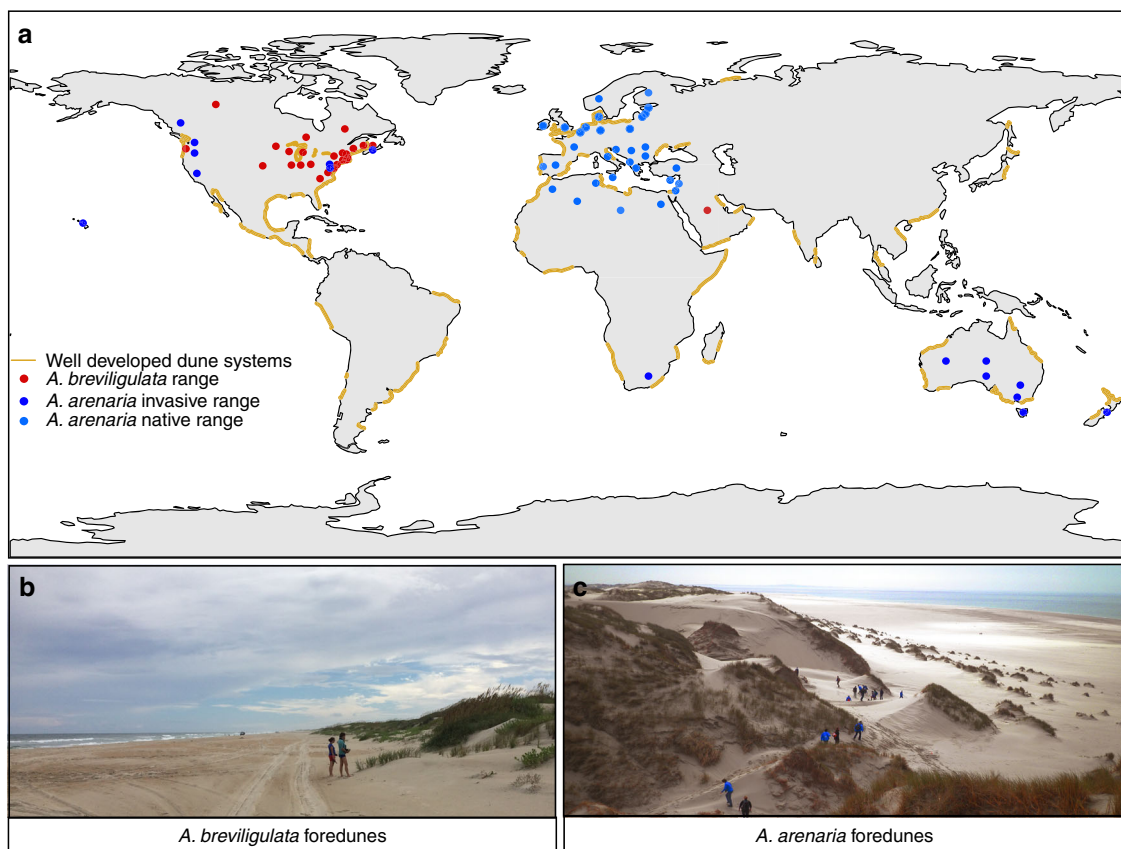 a
Well developed dune systems
A. breviligulata range
A. arenaria invasive range
A. arenaria native range
b
c
A. breviligulata foredunes
A. arenaria foredunes